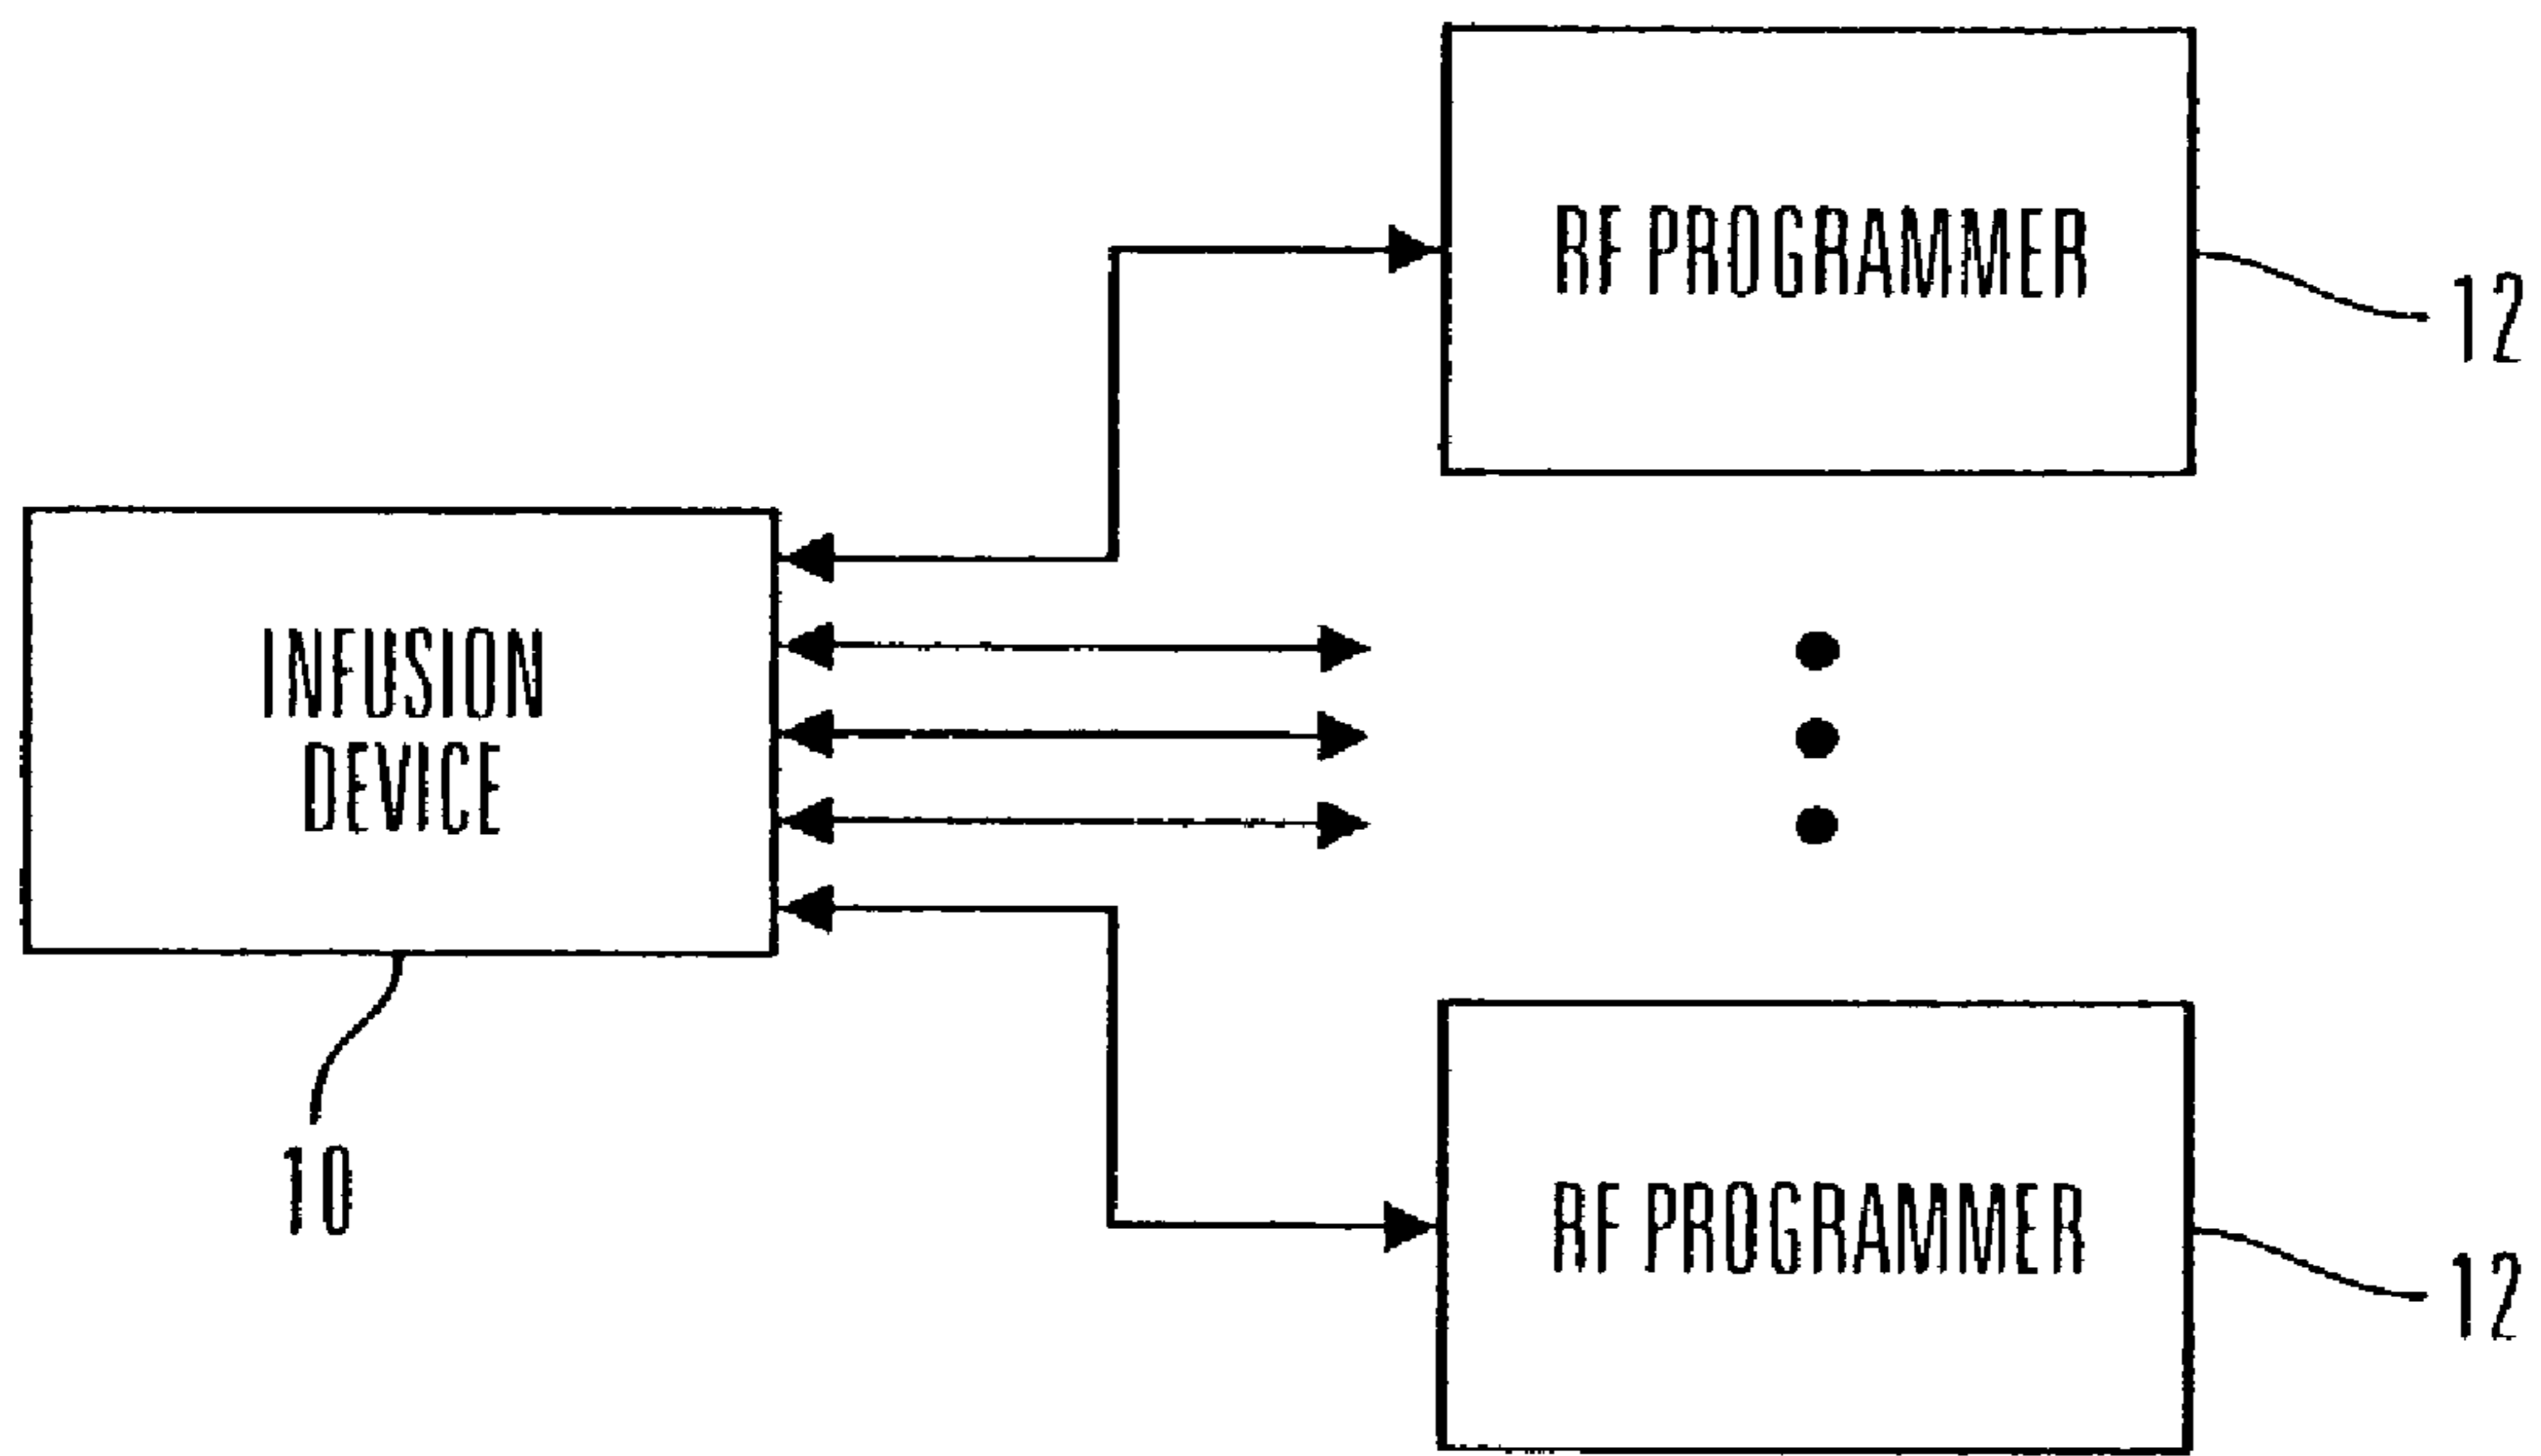 RF PROGRAMMER
12
INFUSION
DEVICE
10
RF PROGRAMMER
12